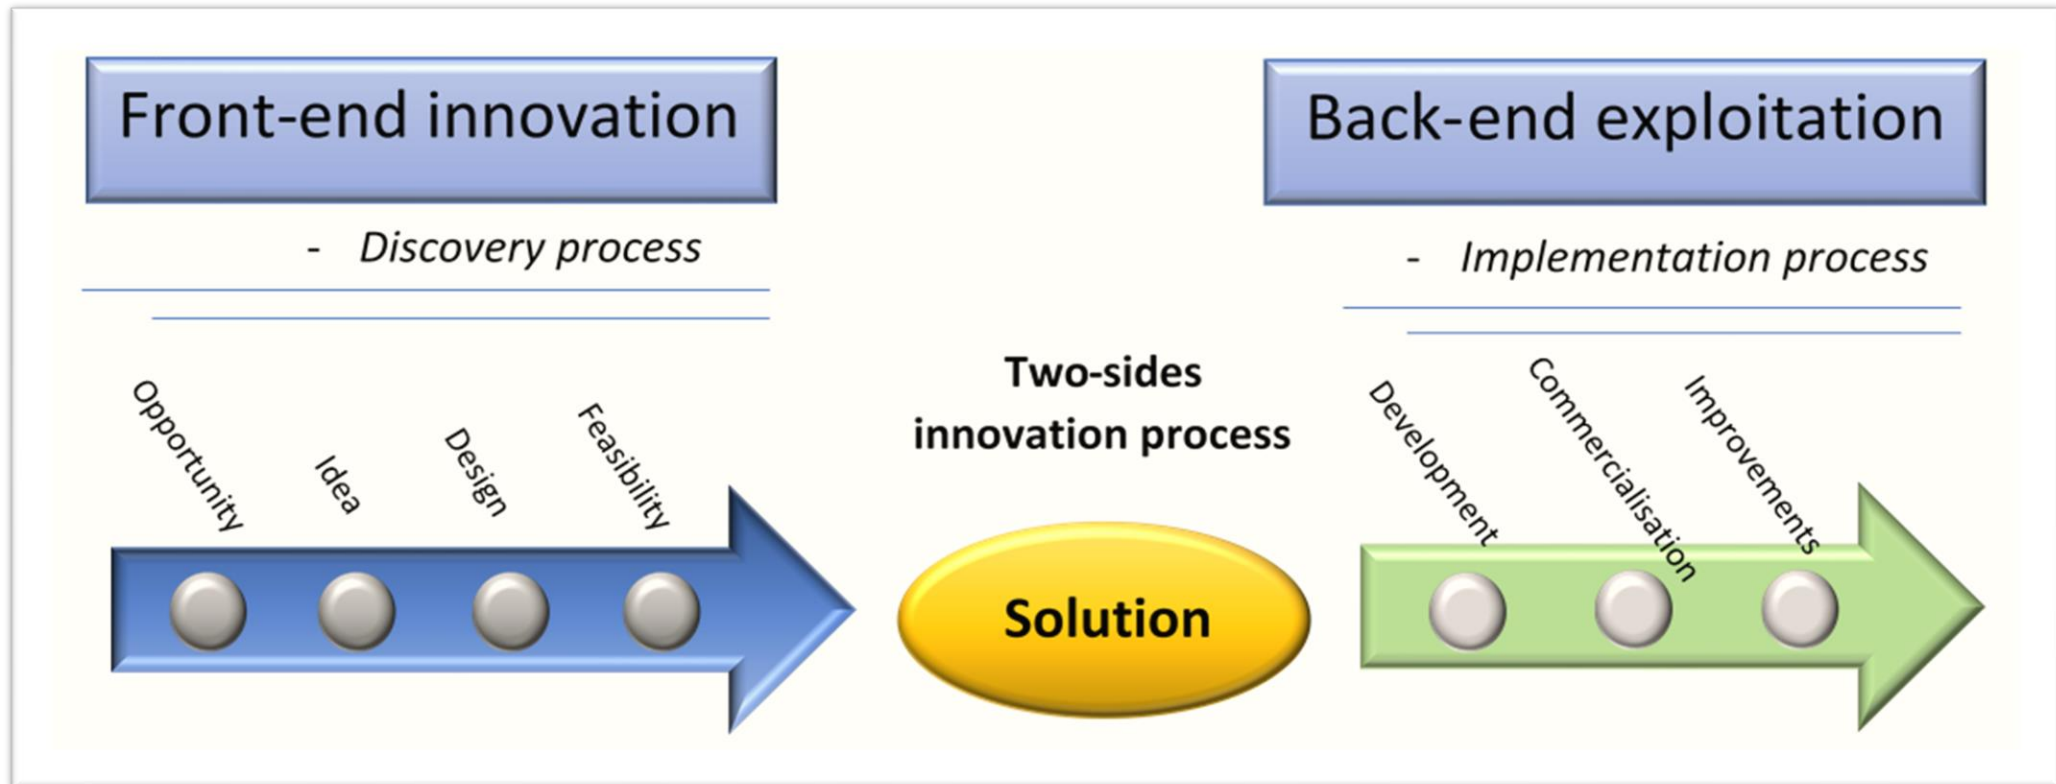 Front-end innovation
- Discovery process
Opportunity
Idea
Design
Feasibility
Two-sides
innovation process
Solution
Back-end exploitation
- Implementation process
Development
Commercialisation
Improvements